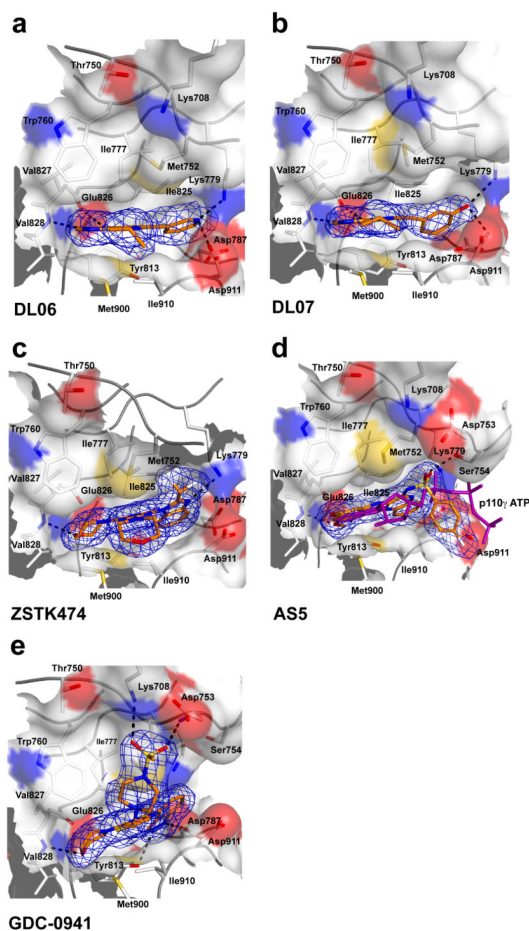 a
Thr750
Lys708
Trp760
Ile777
Met752
Val827
Ile825
Lys779
Glu826
Val828
Asp787
Tyr813
Asp911
Met900
Ile910
DL06
b
Thr750
Lys708
Trp760
Ile777
Met752
Val827
Lys779
Ile825
Glu826
Val828
Tyr813
Asp787
Asp911
Met900
Ile910
DL07
c
Thr750
Trp760
Ile777
Met752
Lys779
Val827
Ile825
Glu826
Asp787
Val828
Tyr813
Asp911
Ile910
Met900
ZSTK474
d
Thr750
Lys708
Trp760
Asp753
Ile777
Met752
Lys779
Val827
Ser754
Glu826
Ile825
p110γ ATP
Val828
Tyr813
Asp911
Ile910
Met900
AS5
e
Thr750
Lys708
Asp753
Trp760
Ile777
Ser754
Val827
Glu826
Asp787
Asp911
Val828
Tyr813
Ile910
Met900
GDC-0941